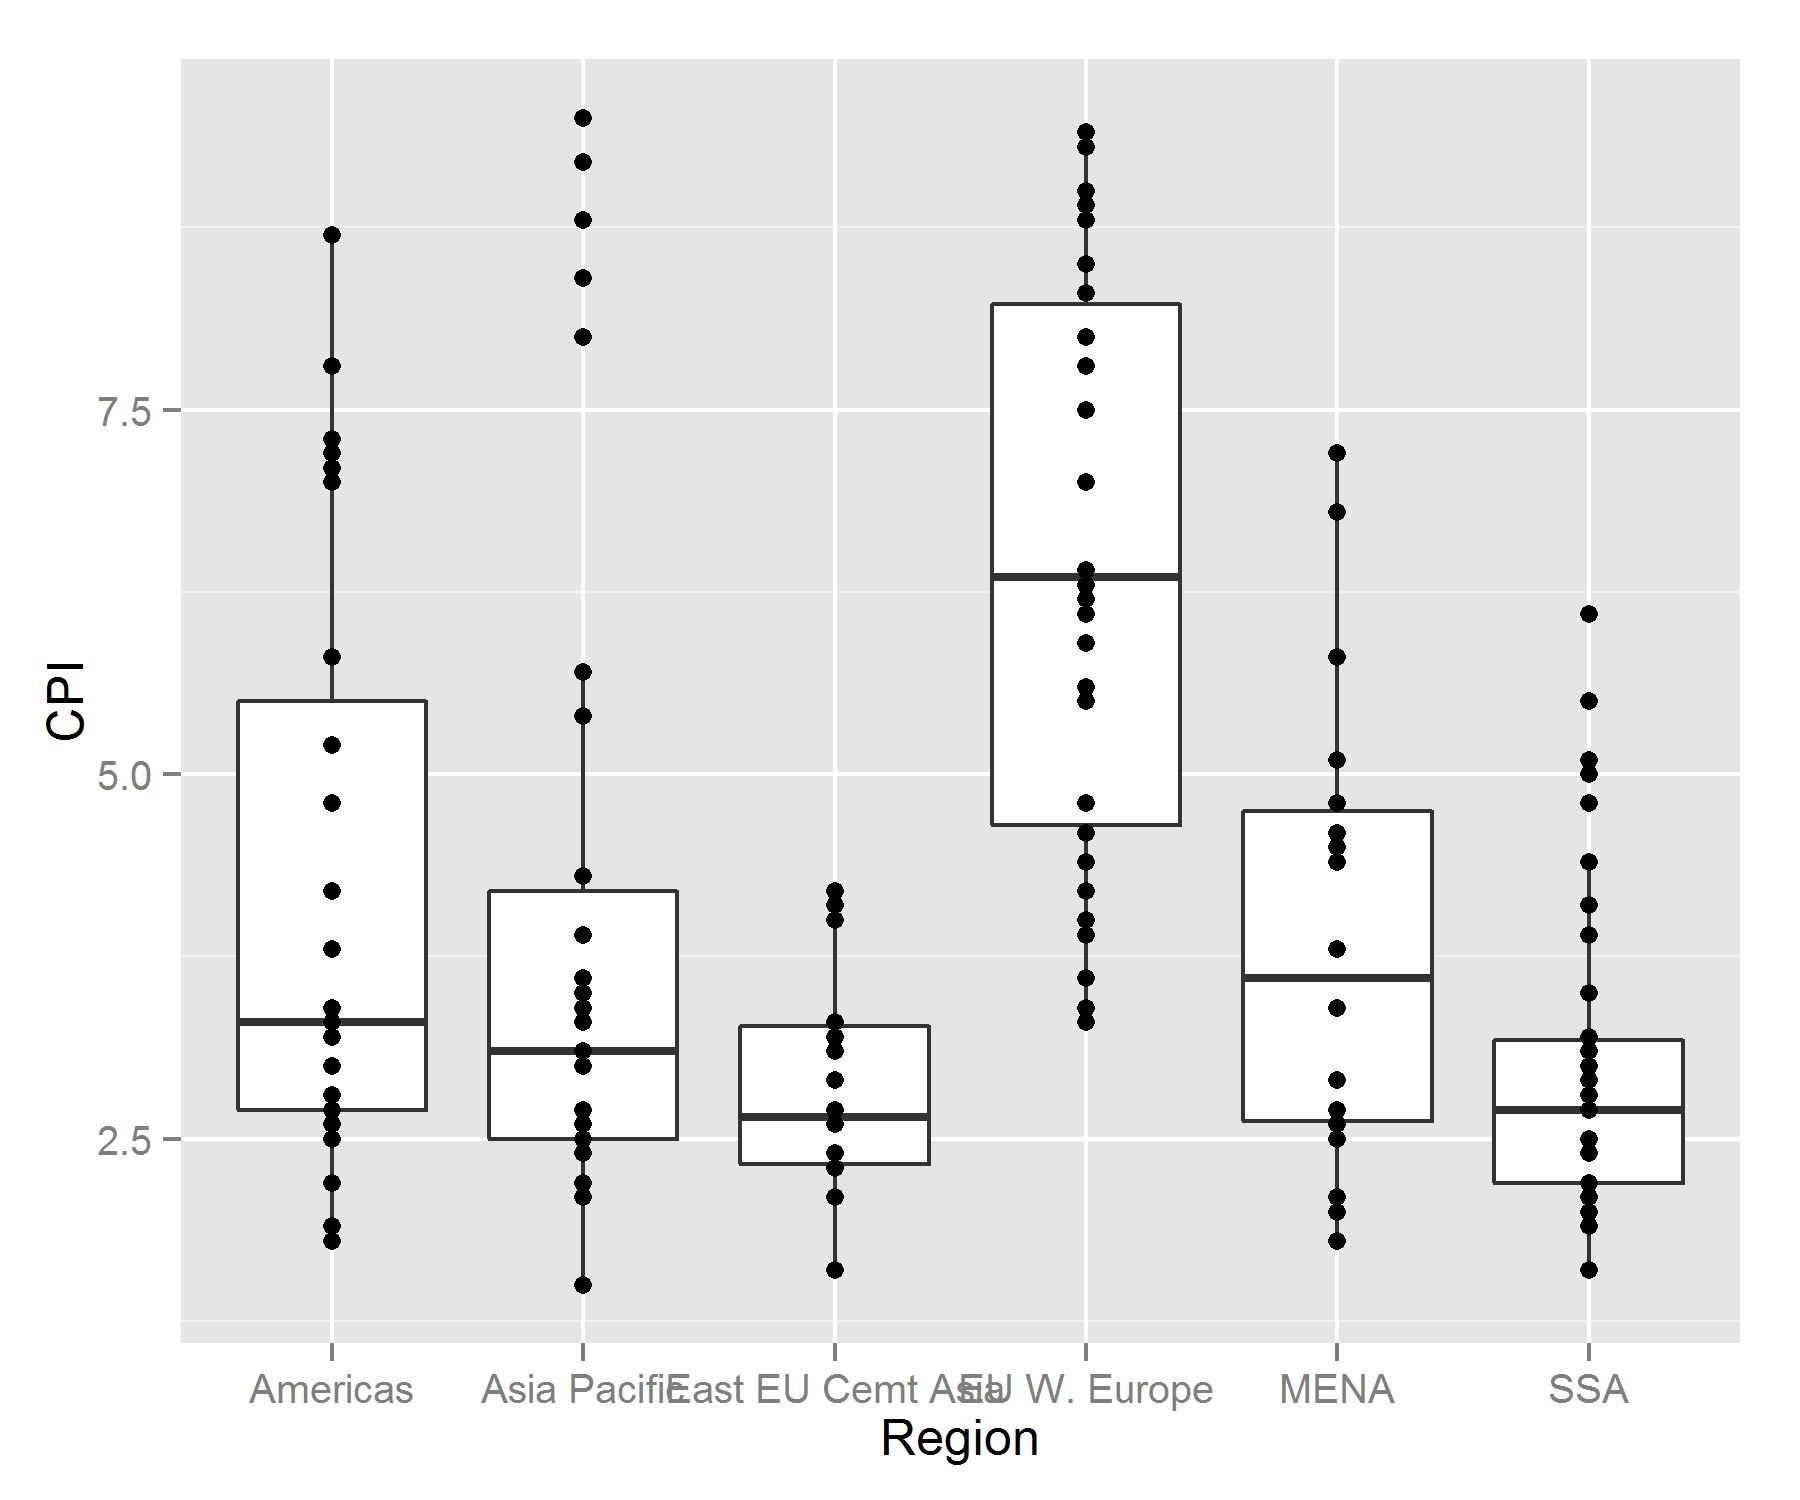 CPI
7.5
5.0
2.5
Americas Asia Pacific East EU Cemt Asia EU W. Europe MENA SSA
Region